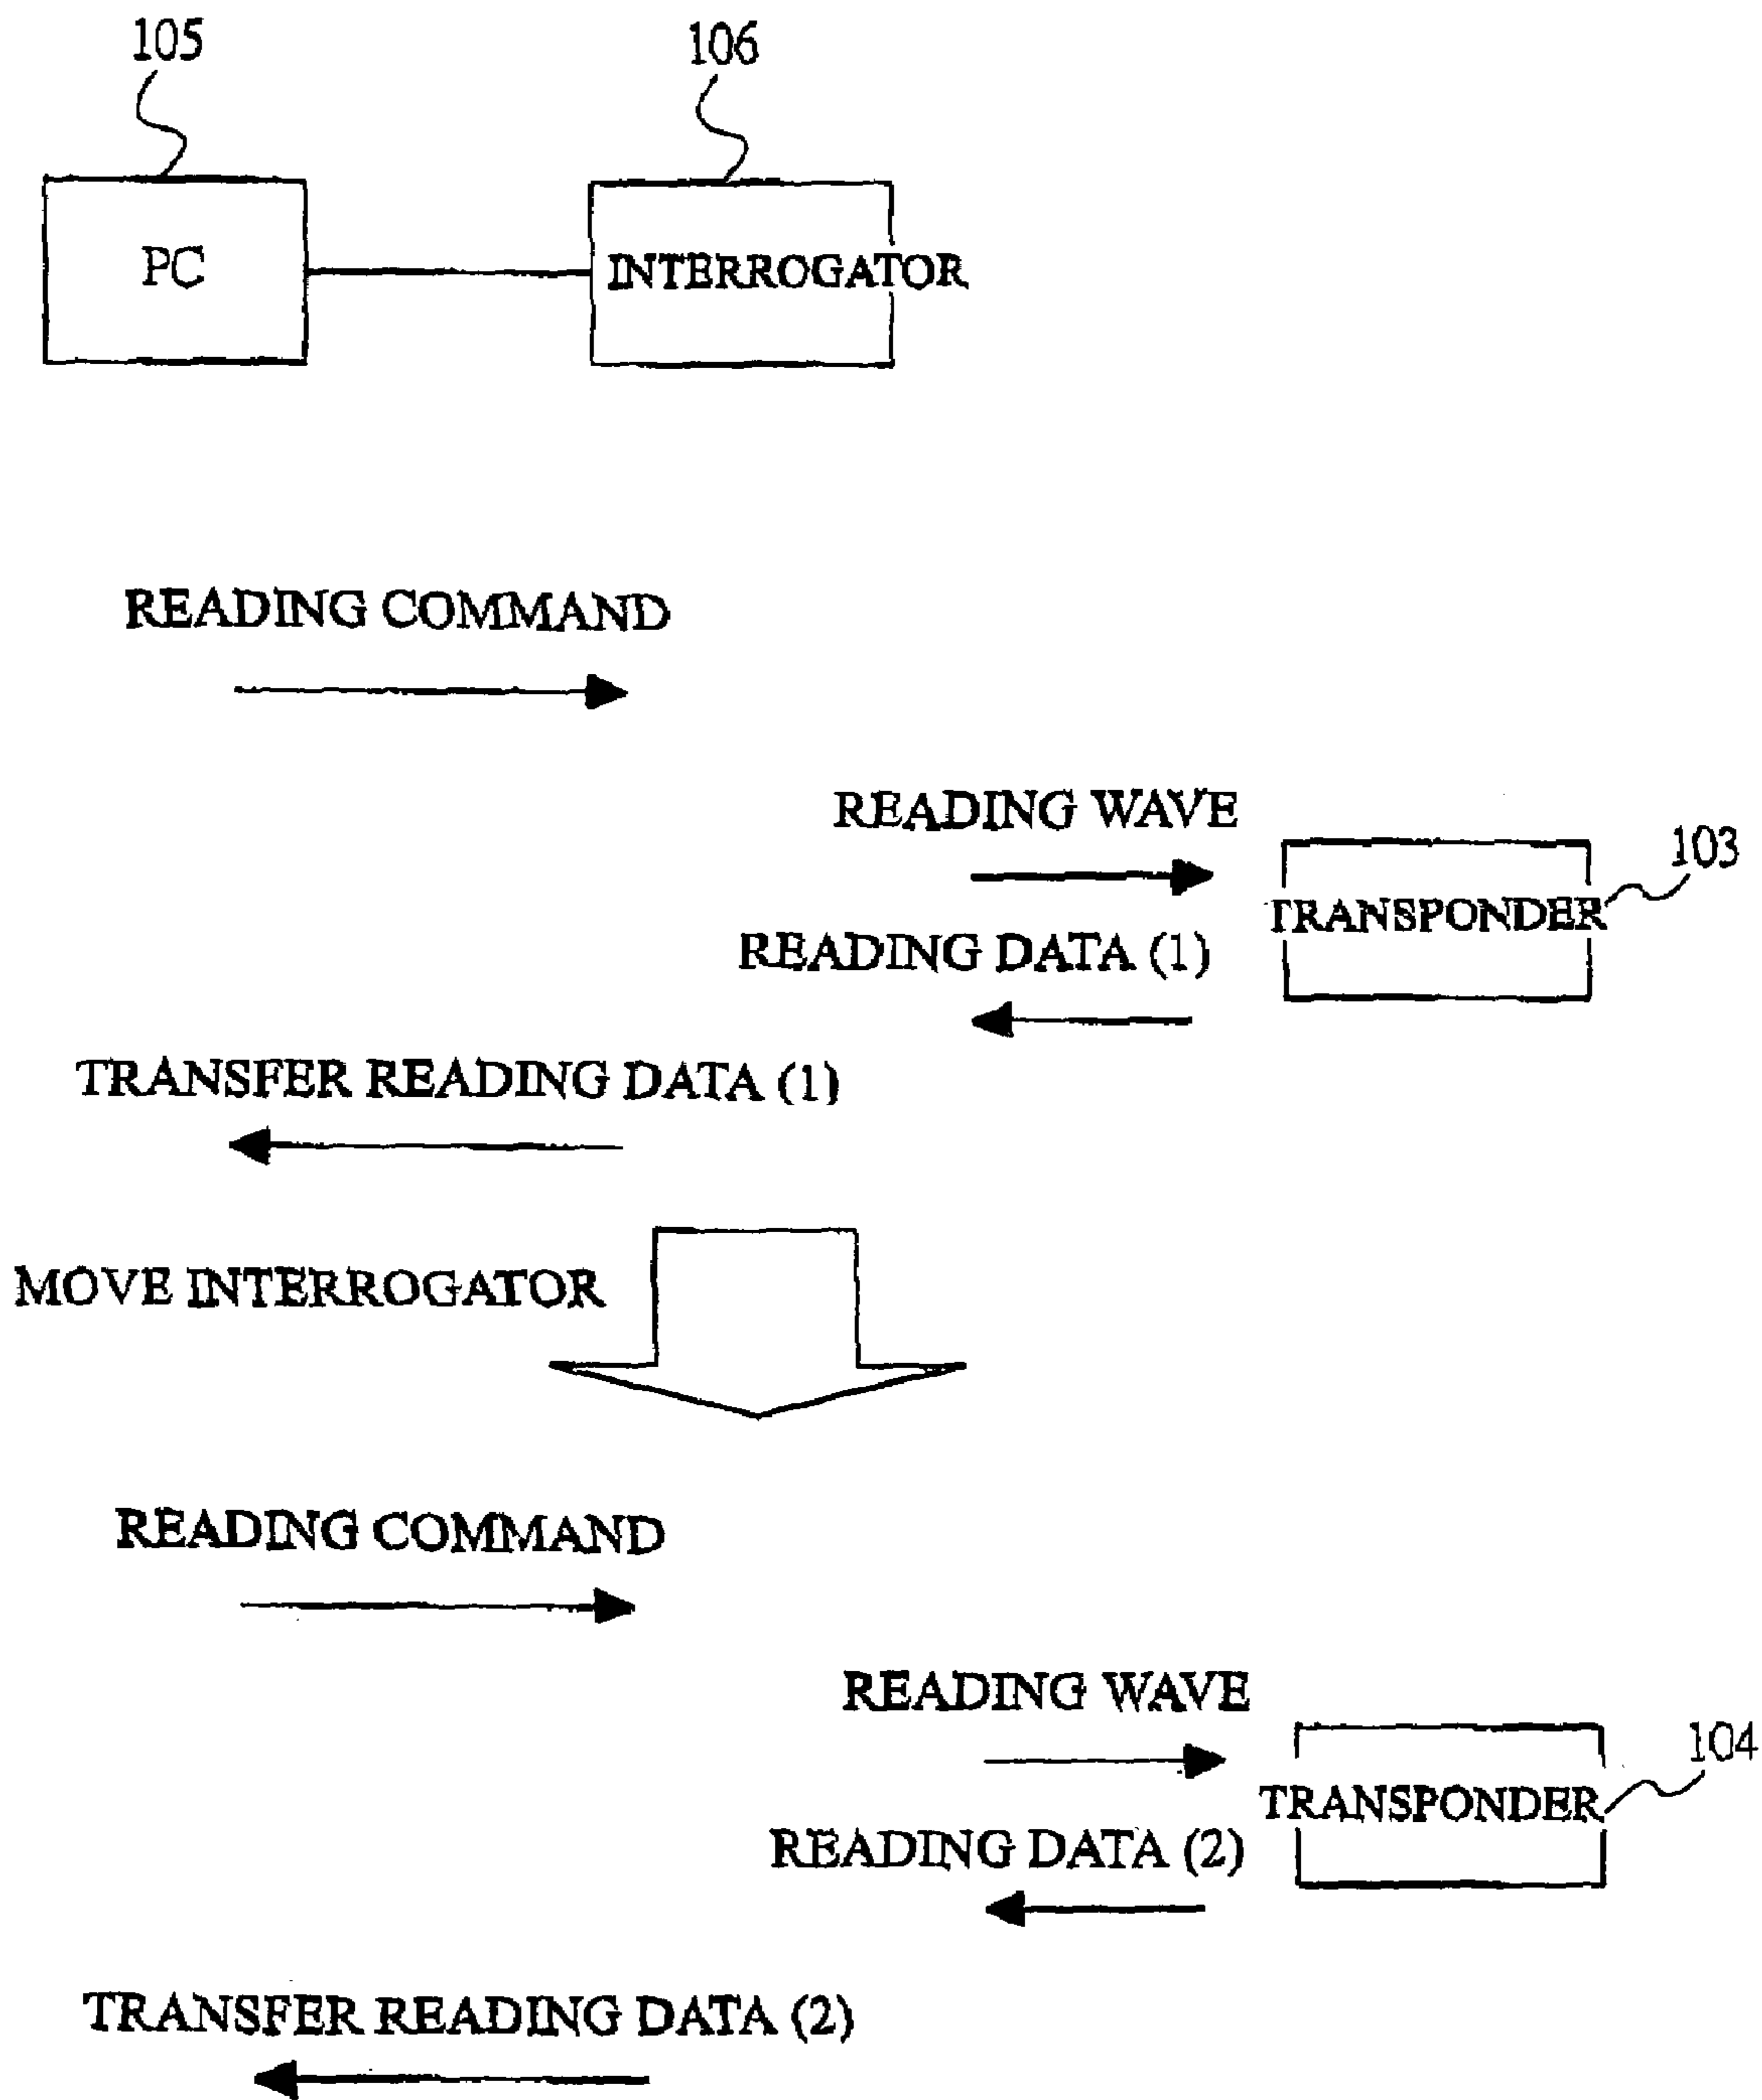 105
106
PC
INTERROGATOR
READING COMMAND
READING WAVE
103
TRANSPONDER
READING DATA (1)
TRANSFER READING DATA (1)
MOVE INTERROGATOR
READING COMMAND
READING WAVE
104
TRANSPONDER
READING DATA (2)
TRANSFER READING DATA (2)